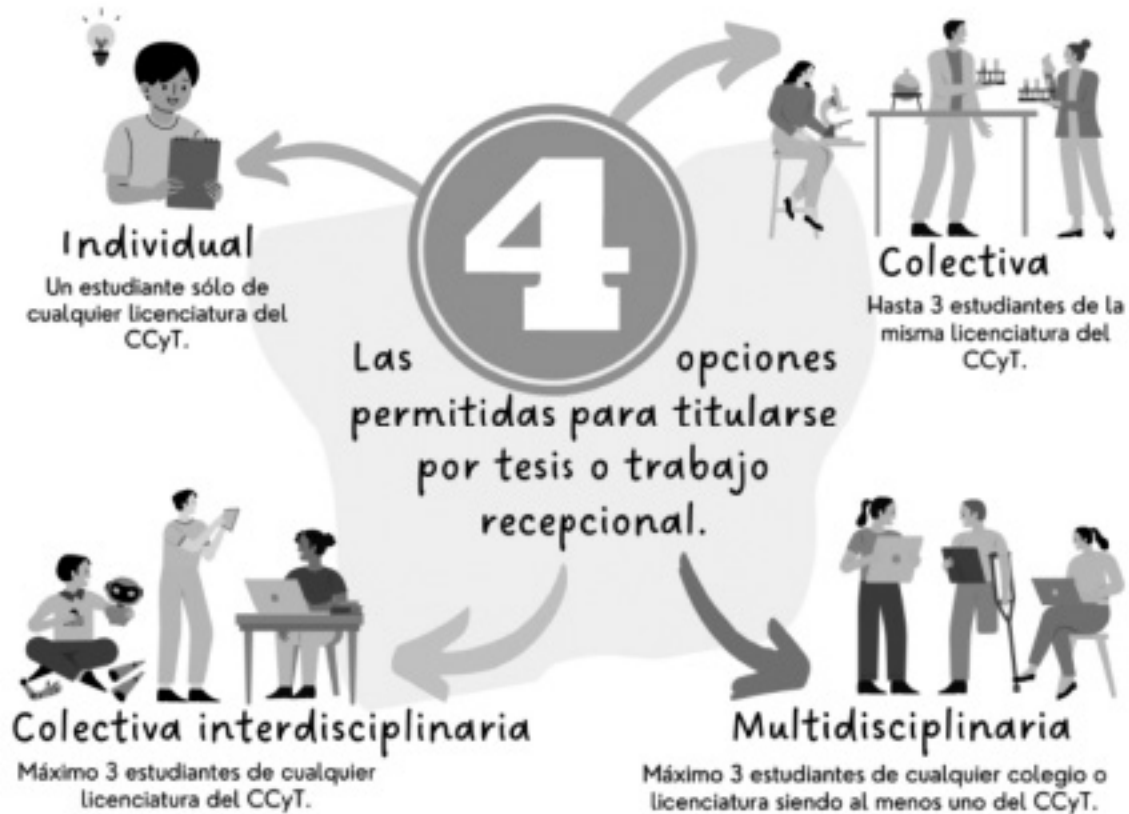 Individual
Un estudiante sólo de
cualquier licenciatura del
CCyT.
Colectiva
Hasta 3 estudiantes de la
misma licenciatura del
CCyT.
4
Las opciones
permitidas para titularse
por tesis o trabajo
recepcional.
Colectiva interdisciplinaria
Máximo 3 estudiantes de cualquier
licenciatura del CCyT.
Multidisciplinaria
Máximo 3 estudiantes de cualquier colegio o
licenciatura siendo al menos uno del CCyT.